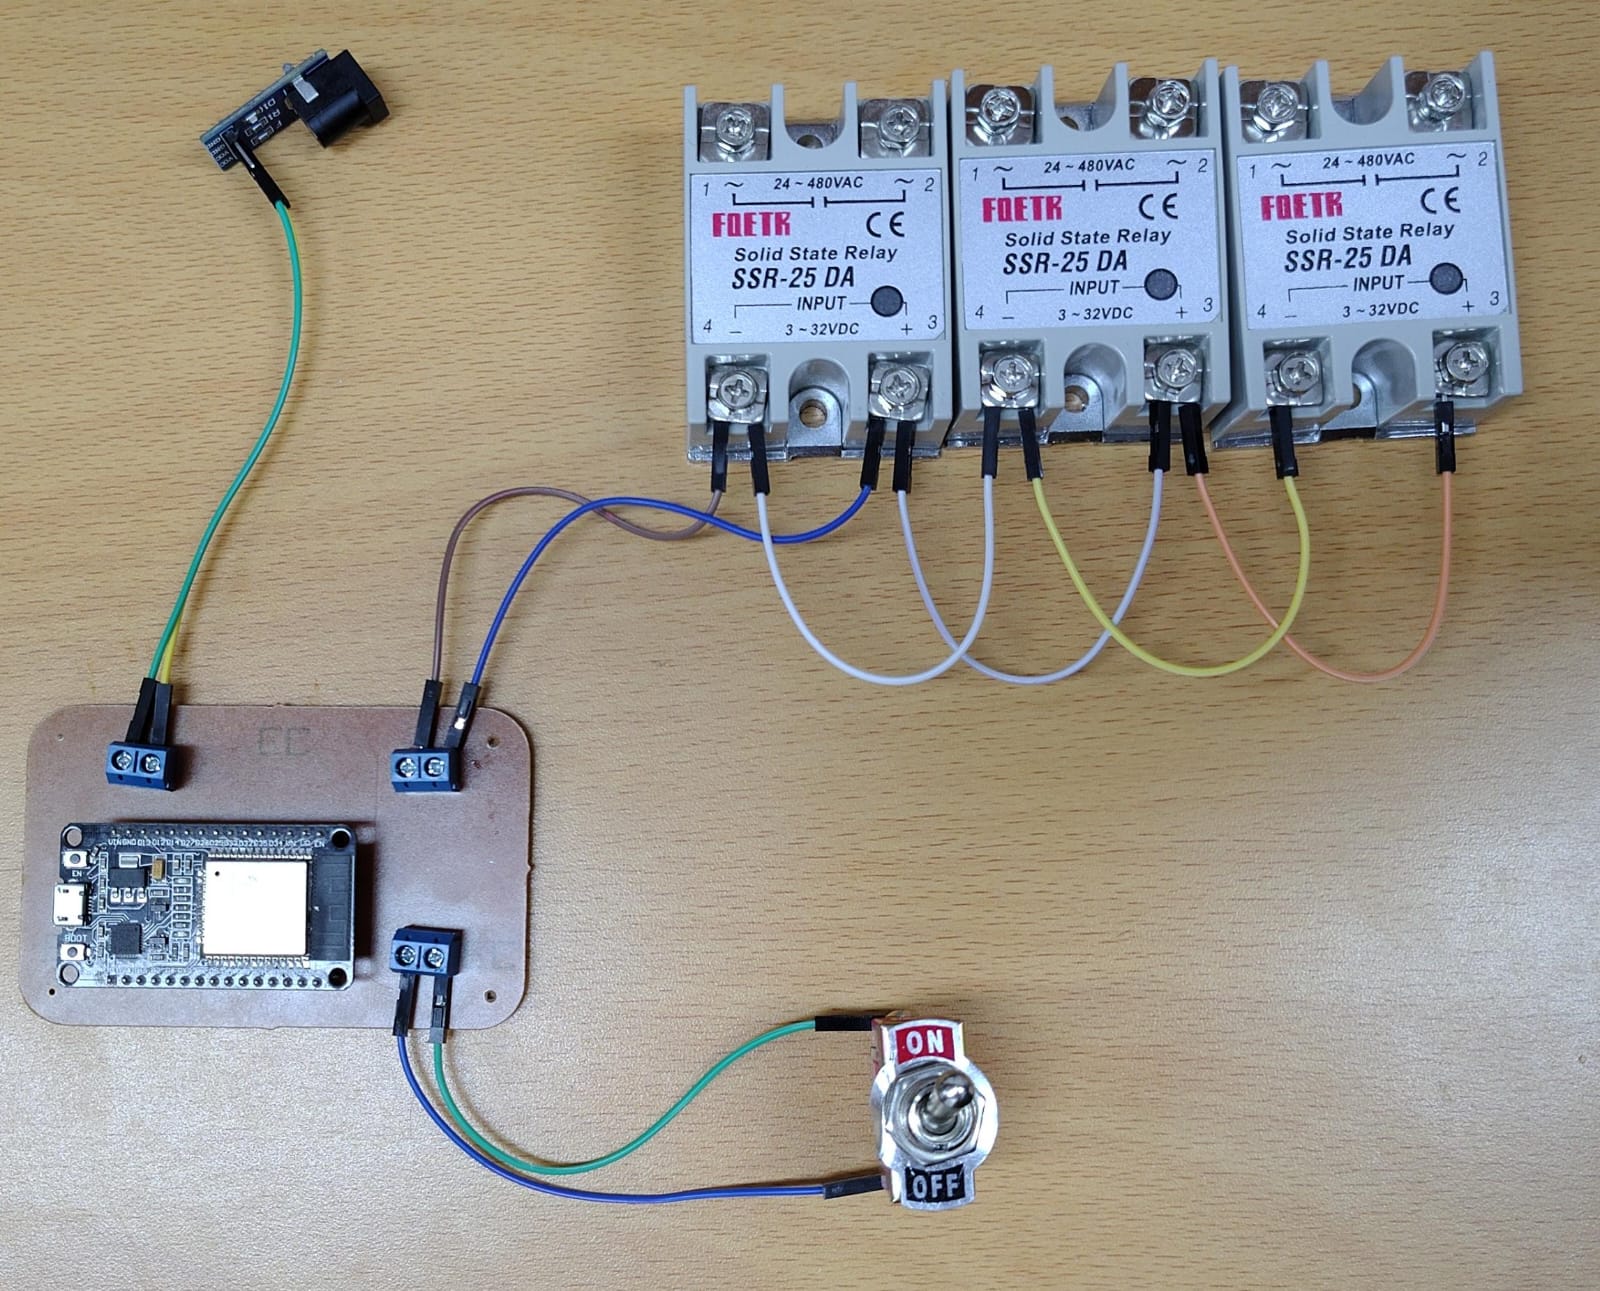 1 ~ 24~480VAC ~ 2
FQETR CE
Solid State Relay
SSR-25 DA
INPUT
4 − 3~32VDC + 3
1 ~ 24~480VAC ~ 2
FQETR CE
Solid State Relay
SSR-25 DA
INPUT
4 − 3~32VDC + 3
1 ~ 24~480VAC ~ 2
FQETR CE
Solid State Relay
SSR-25 DA
INPUT
4 − 3~32VDC + 3
EN
BOOT
ON
OFF